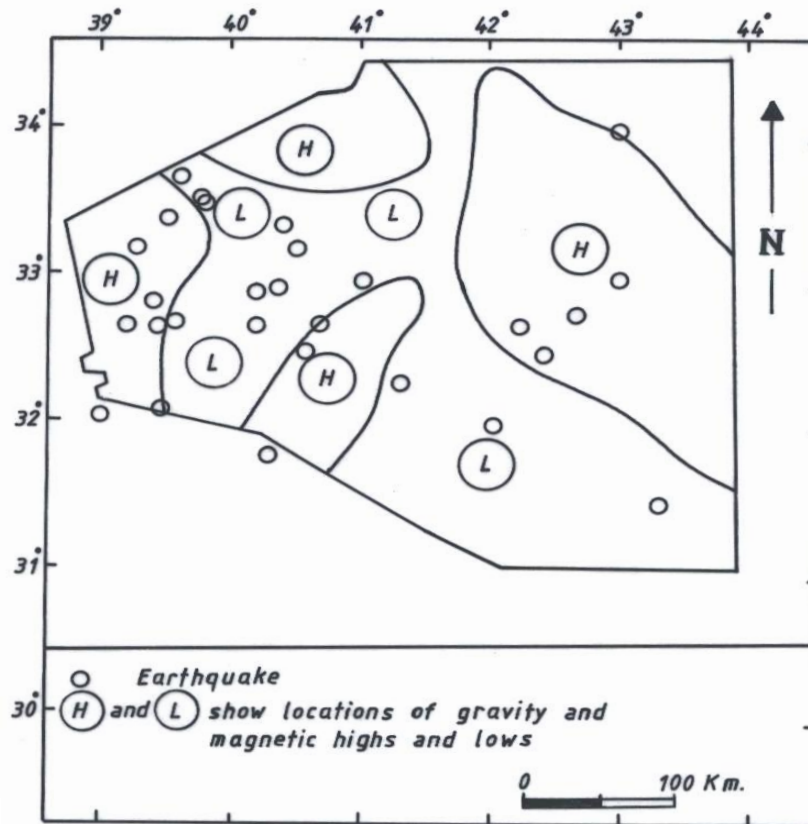 39° 40° 41° 42° 43° 44°
34°
H
L
L
H
33°
H
L
H
32°
L
31°
N
Earthquake
30° H and L show locations of gravity and
magnetic highs and lows
0 100 Km.